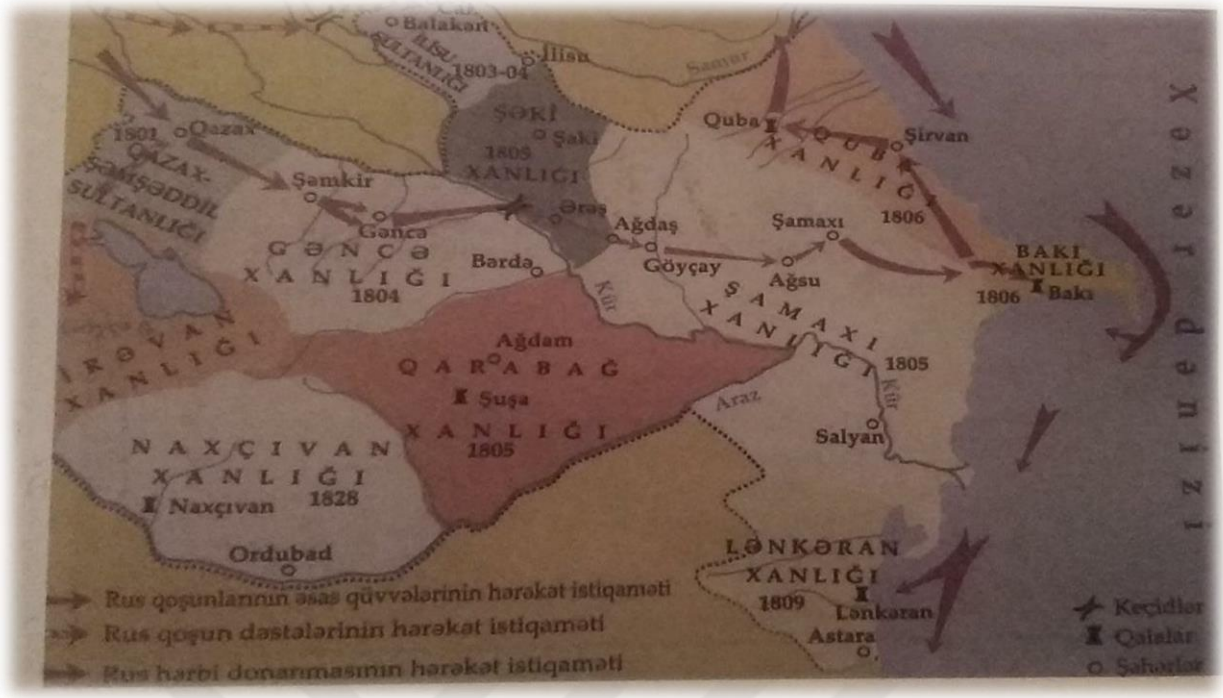 Balakən
İLİSU
SULTANLIĞI
İlisu
1803-04
Samur
ŞƏKİ
Şəki
1805
XANLIĞI
Quba
QUBA
XANLIĞI
1806
Şirvan
1801
Qazax
QAZAX-
ŞƏMŞƏDDİL
SULTANLIĞI
Şəmkir
Gəncə
GƏNCƏ
XANLIĞI
1804
Bərdə
Ərəş
Ağdaş
Göyçay
Şamaxı
Ağsu
ŞAMAXI
XANLIĞI
1805
Kür
BAKI
XANLIĞI
1806
Bakı
Xəzər dənizi
İRƏVAN
XANLIĞI
Ağdam
QARABAĞ
Şuşa
XANLIĞI
1805
Araz
Kür
Salyan
NAXÇIVAN
XANLIĞI
1828
Naxçıvan
Ordubad
LƏNKƏRAN
XANLIĞI
1809
Lənkəran
Astara
Rus qoşunlarının əsas qüvvələrinin hərəkət istiqaməti
Rus qoşun dəstələrinin hərəkət istiqaməti
Rus hərbi donanmasının hərəkət istiqaməti
Keçidlər
Qalalar
Şəhərlər